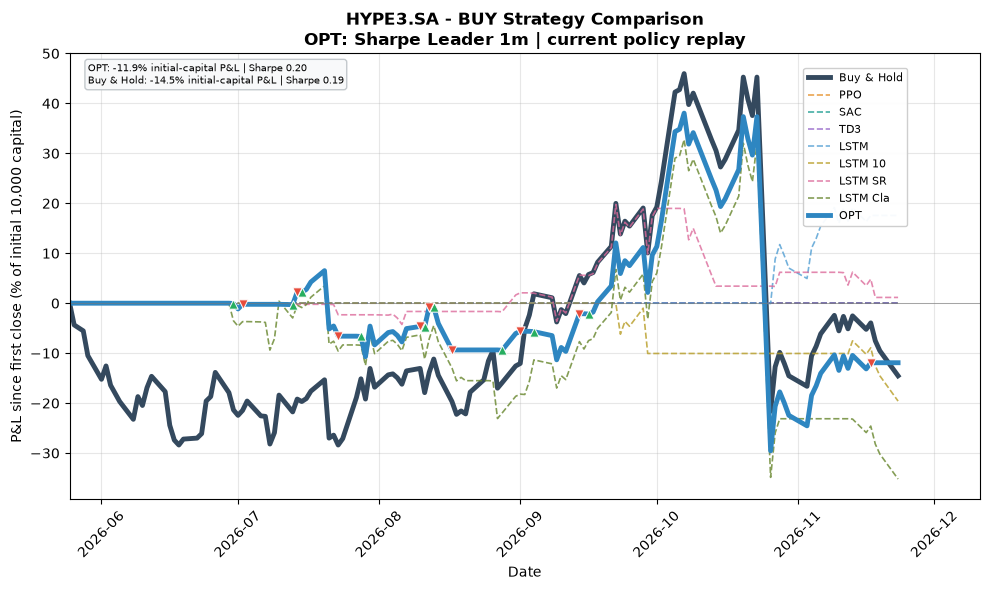 HYPE3.SA - BUY Strategy Comparison
OPT: Sharpe Leader 1m | current policy replay
OPT: -11.9% initial-capital P&L | Sharpe 0.20
Buy & Hold: -14.5% initial-capital P&L | Sharpe 0.19
Buy & Hold
PPO
SAC
TD3
LSTM
LSTM 10
LSTM SR
LSTM Cla
OPT
P&L since first close (% of initial 10,000 capital)
50
40
30
20
10
0
−10
−20
−30
2026-06
2026-07
2026-08
2026-09
2026-10
2026-11
2026-12
Date